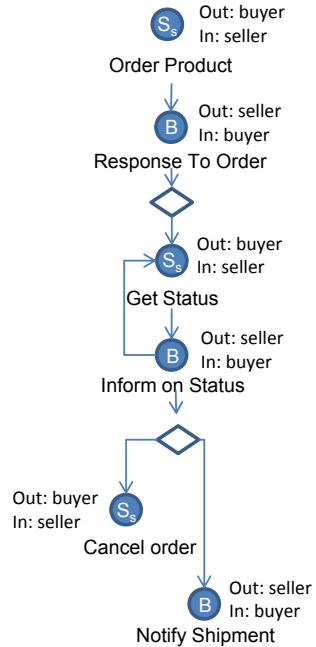 Ss Out: buyer
In: seller
Order Product
B Out: seller
In: buyer
Response To Order
Ss Out: buyer
In: seller
Get Status
B Out: seller
In: buyer
Inform on Status
Out: buyer
In: seller Ss
Cancel order
B Out: seller
In: buyer
Notify Shipment